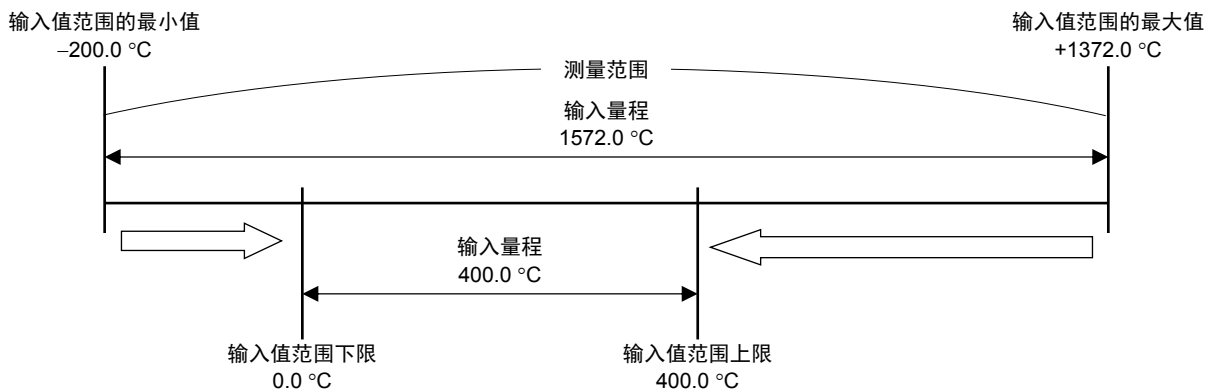 输入值范围的最小值
–200.0 °C
输入值范围的最大值
+1372.0 °C
测量范围
输入量程
1572.0 °C
输入量程
400.0 °C
输入值范围下限
0.0 °C
输入值范围上限
400.0 °C